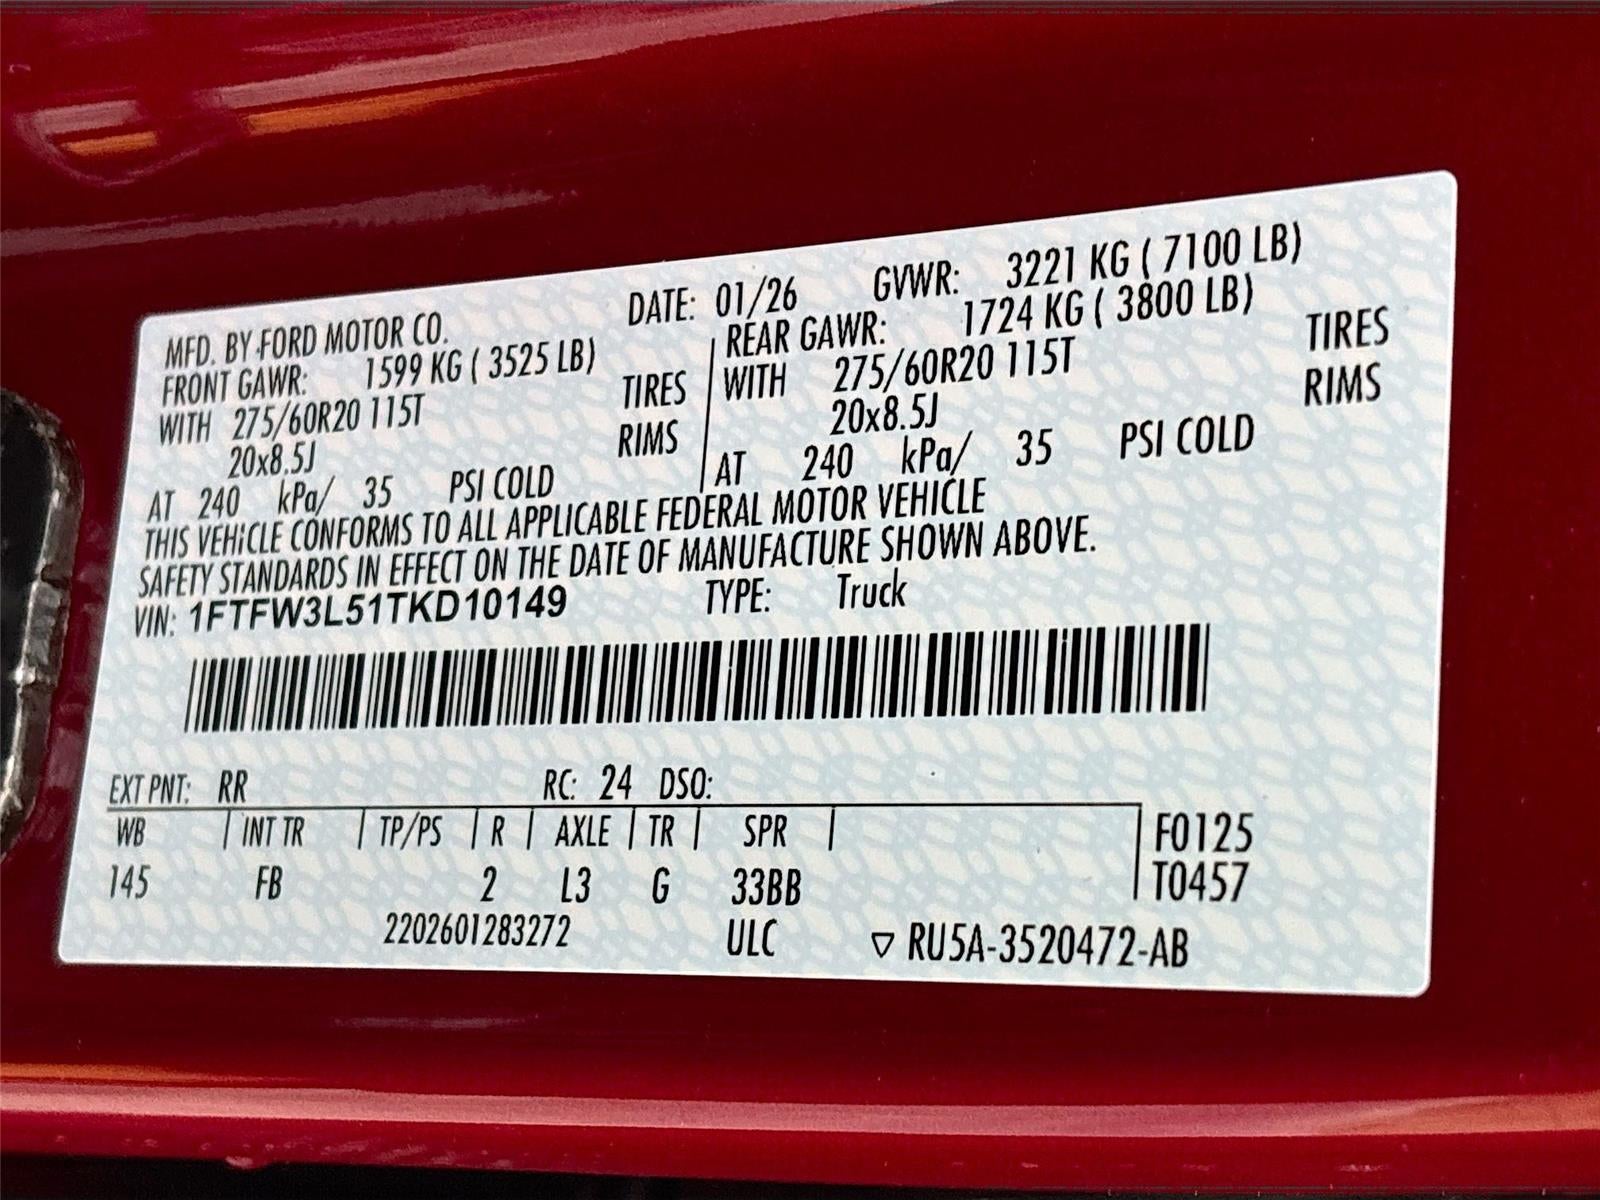 MFD. BY FORD MOTOR CO. DATE: 01/26 GVWR: 3221 KG ( 7100 LB)
FRONT GAWR: 1599 KG ( 3525 LB) REAR GAWR: 1724 KG ( 3800 LB)
WITH 275/60R20 115T TIRES WITH 275/60R20 115T TIRES
20x8.5J RIMS 20x8.5J RIMS
AT 240 kPa/ 35 PSI COLD AT 240 kPa/ 35 PSI COLD
THIS VEHICLE CONFORMS TO ALL APPLICABLE FEDERAL MOTOR VEHICLE
SAFETY STANDARDS IN EFFECT ON THE DATE OF MANUFACTURE SHOWN ABOVE.
VIN: 1FTFW3L51TKD10149 TYPE: Truck
EXT PNT: RR RC: 24 DSO:
WB INT TR TP/PS R AXLE TR SPR F0125
145 FB 2 L3 G 33BB T0457
2202601283272 ULC ▽ RU5A-3520472-AB